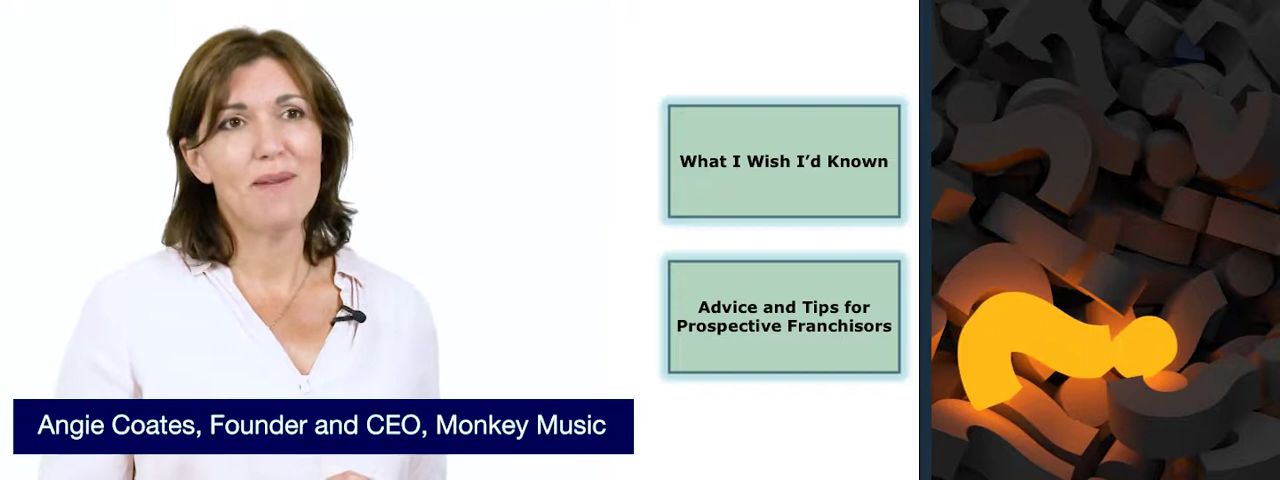 What I Wish I’d Known
Advice and Tips for
Prospective Franchisors
Angie Coates, Founder and CEO, Monkey Music